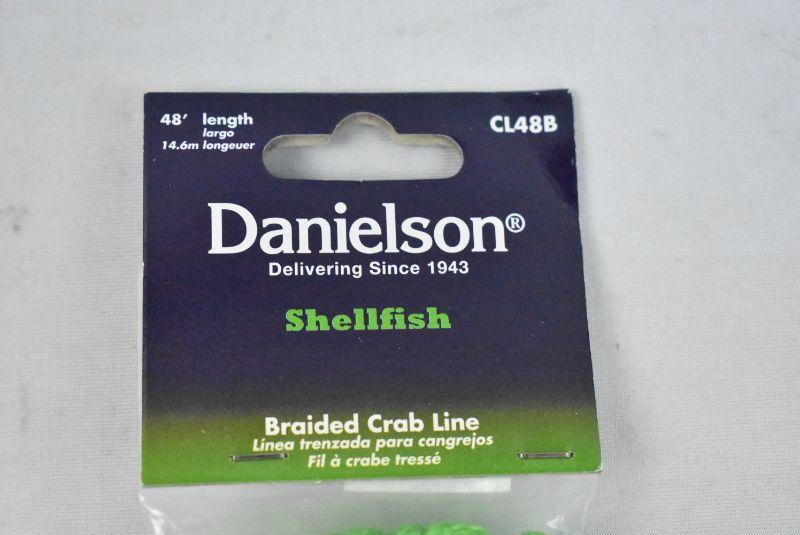 48' length
largo
14.6m longeuer
CL48B
Danielson®
Delivering Since 1943
Shellfish
Braided Crab Line
Línea trenzada para cangrejos
Fil à crabe tressé